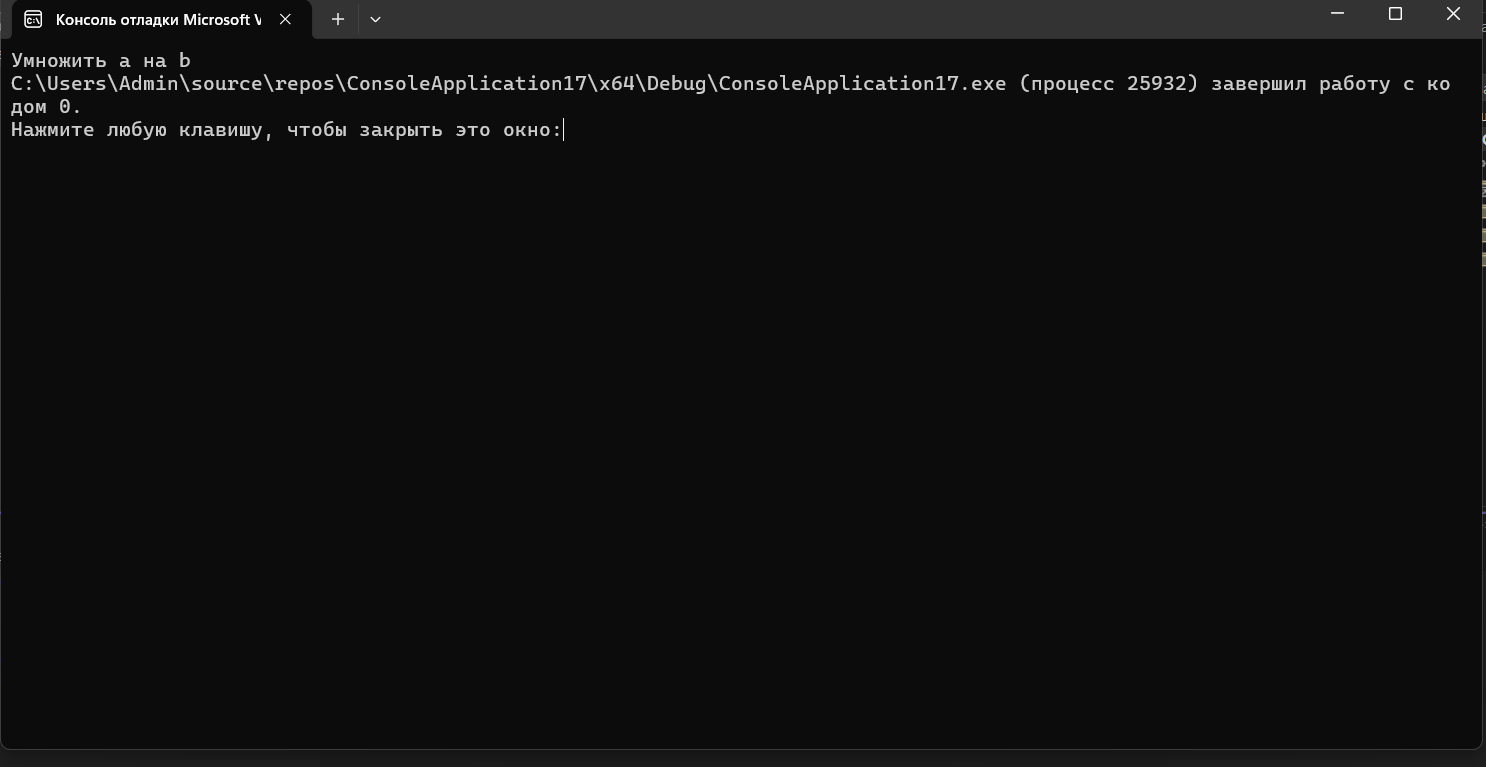 Консоль отладки Microsoft V
Умножить a на b
C:\Users\Admin\source\repos\ConsoleApplication17\x64\Debug\ConsoleApplication17.exe (процесс 25932) завершил работу с ко
дом 0.
Нажмите любую клавишу, чтобы закрыть это окно: